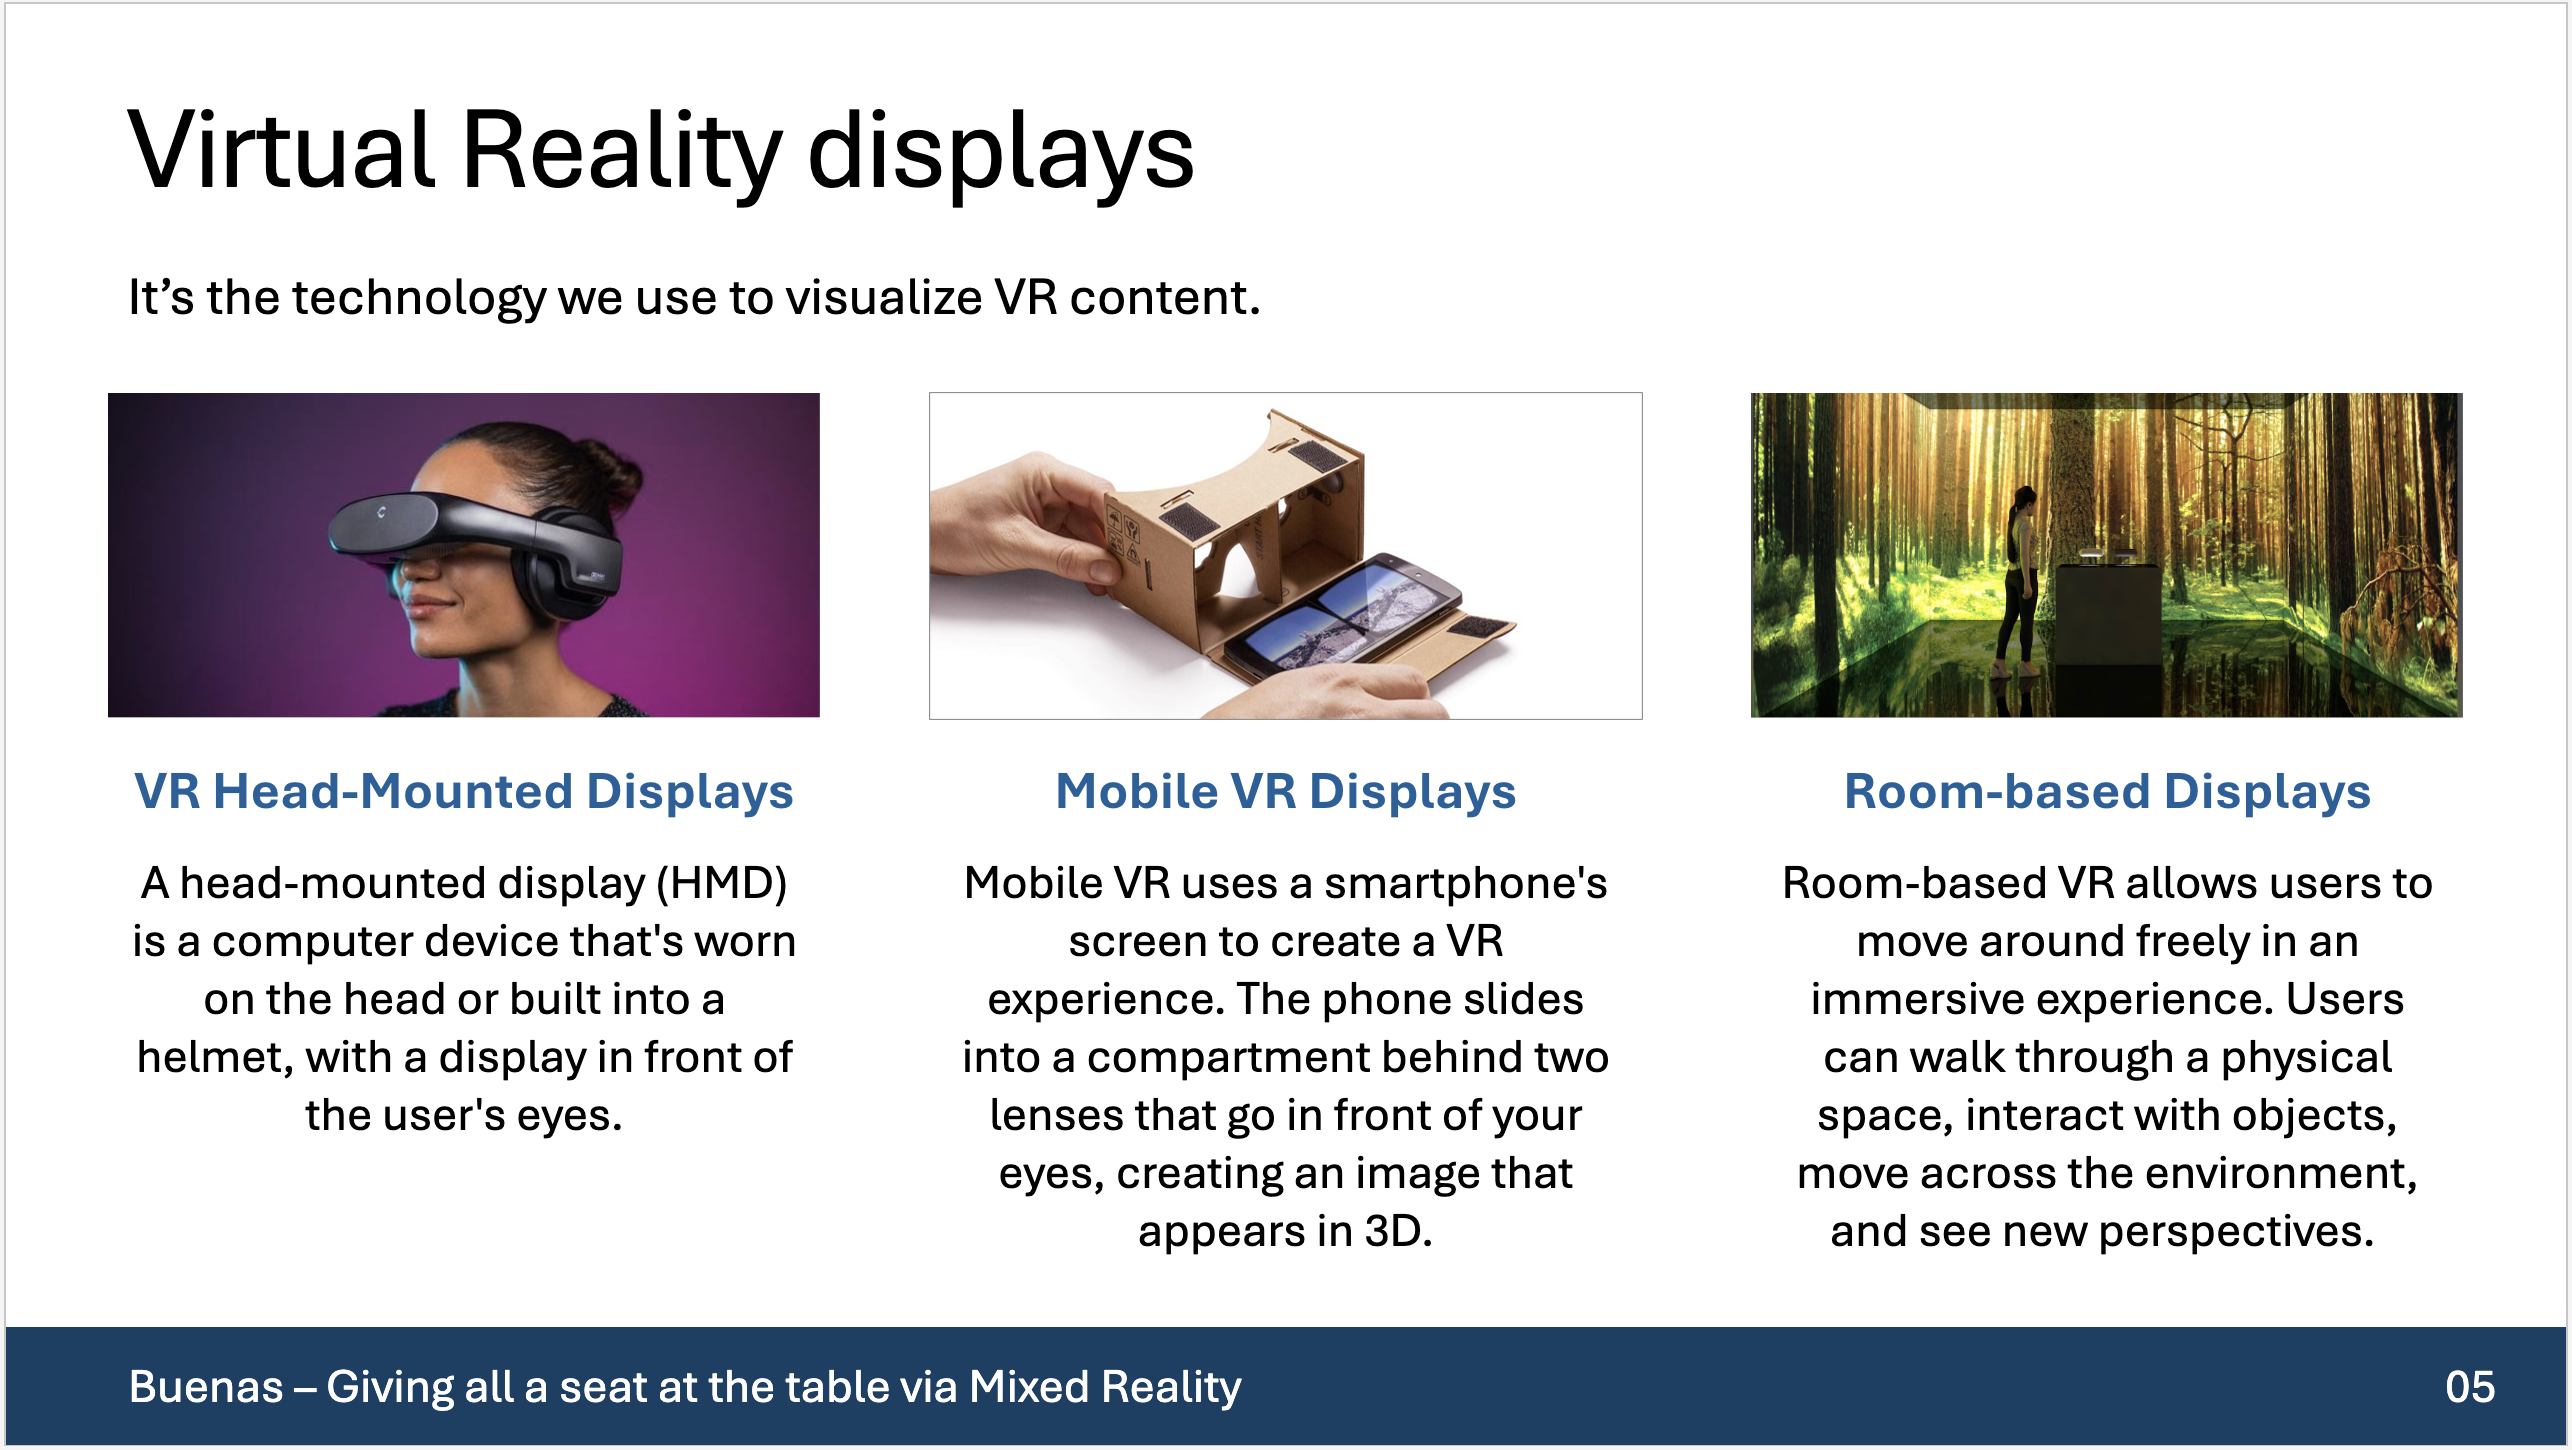 Virtual Reality displays
It’s the technology we use to visualize VR content.
VR Head-Mounted Displays
A head-mounted display (HMD)
is a computer device that's worn
on the head or built into a
helmet, with a display in front of
the user's eyes.
Mobile VR Displays
Mobile VR uses a smartphone's
screen to create a VR
experience. The phone slides
into a compartment behind two
lenses that go in front of your
eyes, creating an image that
appears in 3D.
Room-based Displays
Room-based VR allows users to
move around freely in an
immersive experience. Users
can walk through a physical
space, interact with objects,
move across the environment,
and see new perspectives.
Buenas – Giving all a seat at the table via Mixed Reality
05